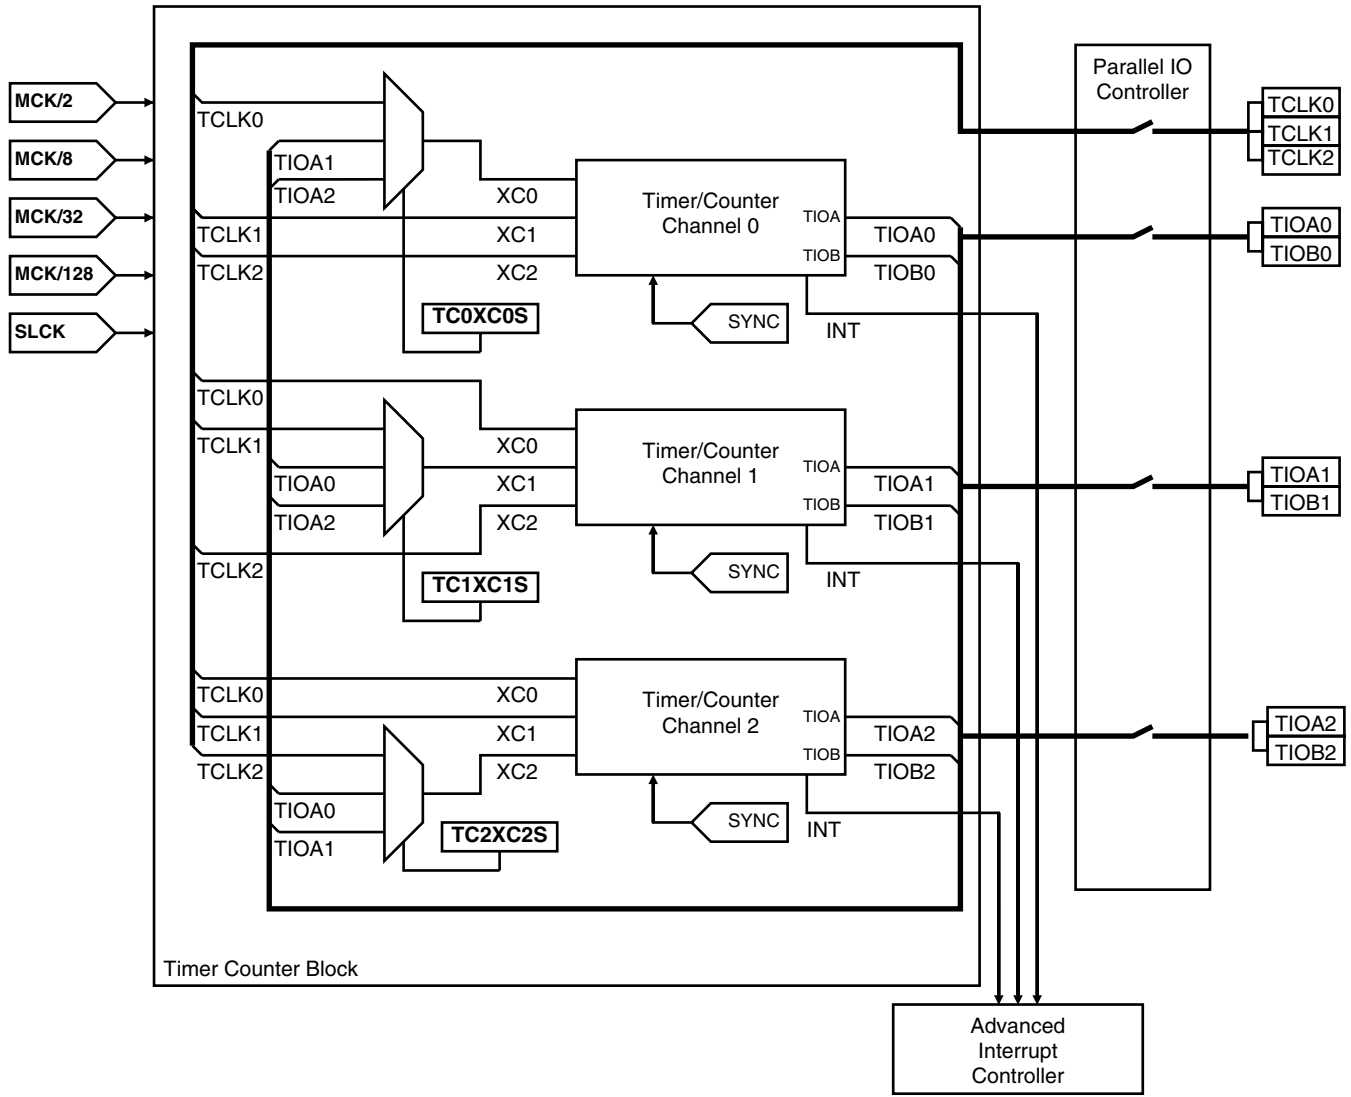 MCK/2
MCK/8
MCK/32
MCK/128
SLCK
TCLK0
TIOA1
TIOA2
TCLK1
TCLK2
XC0
XC1
XC2
TC0XC0S
Timer/Counter
Channel 0
TIOA
TIOB
TIOA0
TIOB0
SYNC
INT
TCLK0
TCLK1
TIOA0
TIOA2
TCLK2
XC0
XC1
XC2
TC1XC1S
Timer/Counter
Channel 1
TIOA
TIOB
TIOA1
TIOB1
SYNC
INT
TCLK0
TCLK1
TCLK2
TIOA0
TIOA1
XC0
XC1
XC2
TC2XC2S
Timer/Counter
Channel 2
TIOA
TIOB
TIOA2
TIOB2
SYNC
INT
Timer Counter Block
Parallel IO
Controller
TCLK0
TCLK1
TCLK2
TIOA0
TIOB0
TIOA1
TIOB1
TIOA2
TIOB2
Advanced
Interrupt
Controller